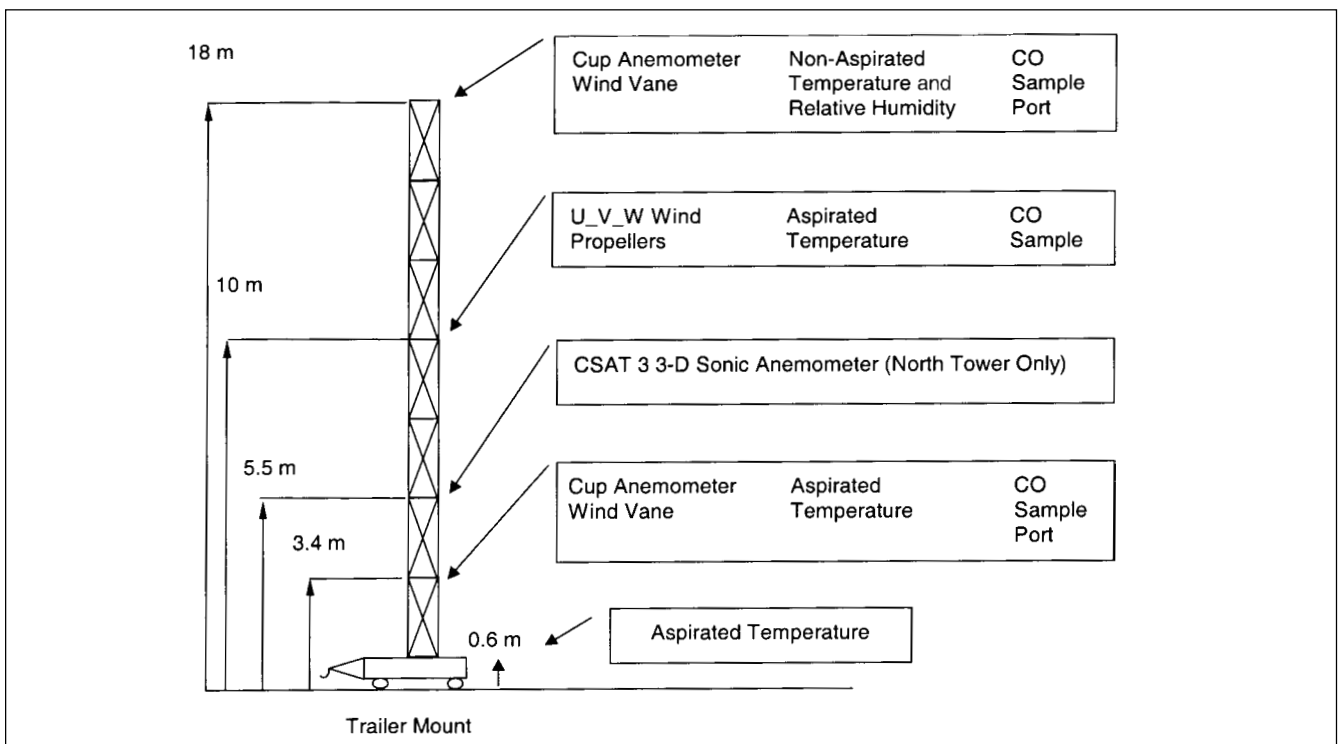 18 m
Cup Anemometer Non-Aspirated CO
Wind Vane Temperature and Sample
Relative Humidity Port
10 m
U_V_W Wind Aspirated CO
Propellers Temperature Sample
CSAT 3 3-D Sonic Anemometer (North Tower Only)
5.5 m
Cup Anemometer Aspirated CO
Wind Vane Temperature Sample
Port
3.4 m
0.6 m
Aspirated Temperature
Trailer Mount